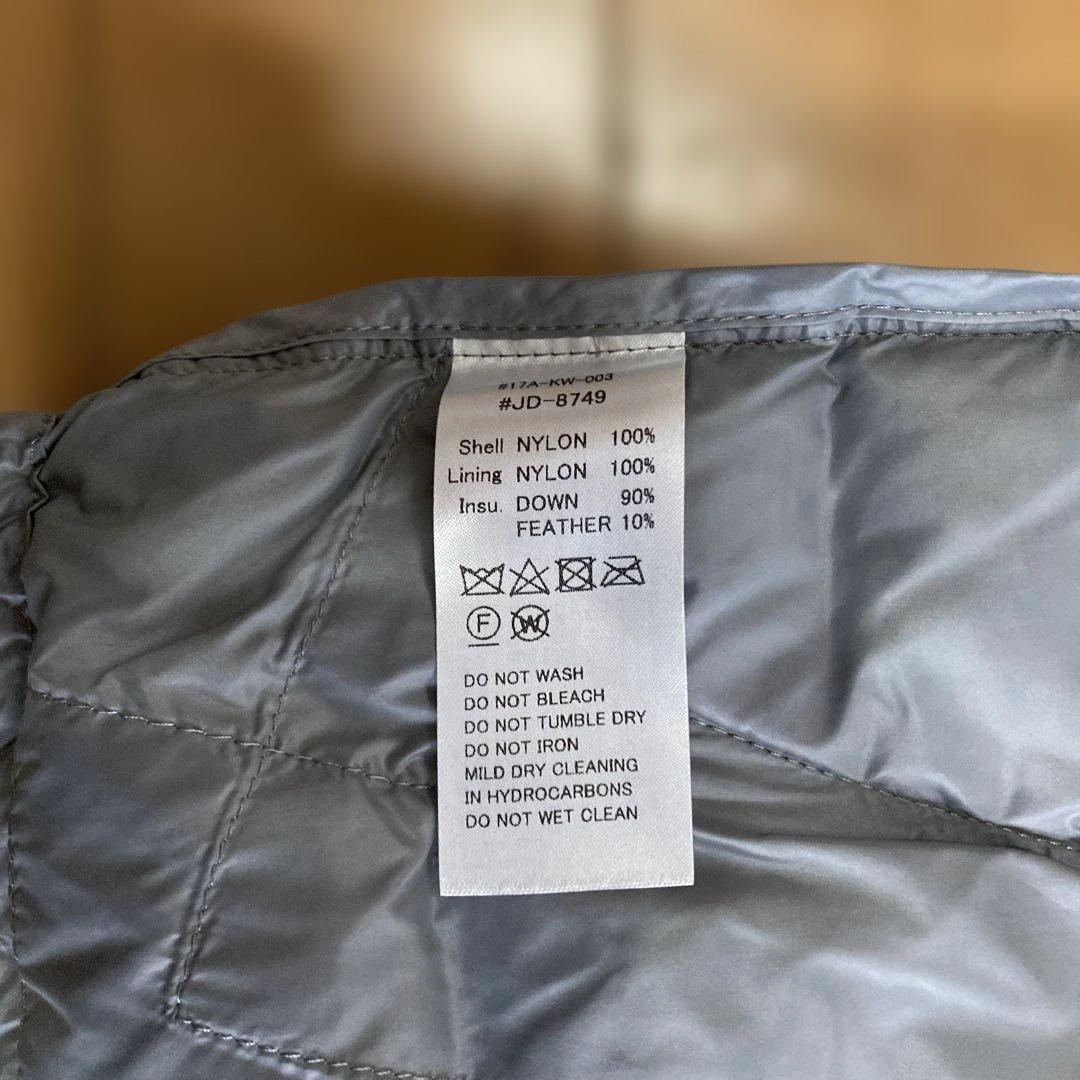 #17A-KW-003
#JD-8749
Shell NYLON 100%
Lining NYLON 100%
Insu. DOWN 90%
FEATHER 10%
F W
DO NOT WASH
DO NOT BLEACH
DO NOT TUMBLE DRY
DO NOT IRON
MILD DRY CLEANING
IN HYDROCARBONS
DO NOT WET CLEAN